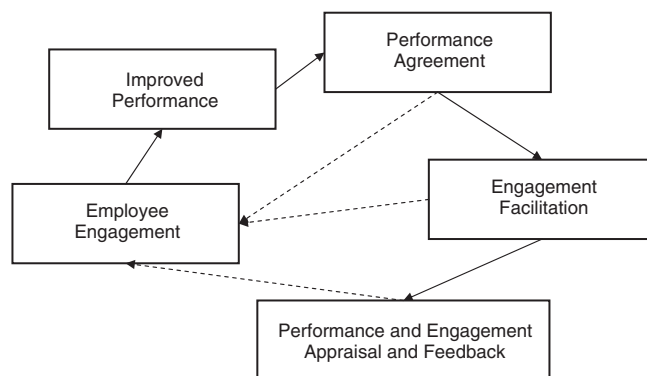 Performance
Agreement
Improved
Performance
Engagement
Facilitation
Employee
Engagement
Performance and Engagement
Appraisal and Feedback